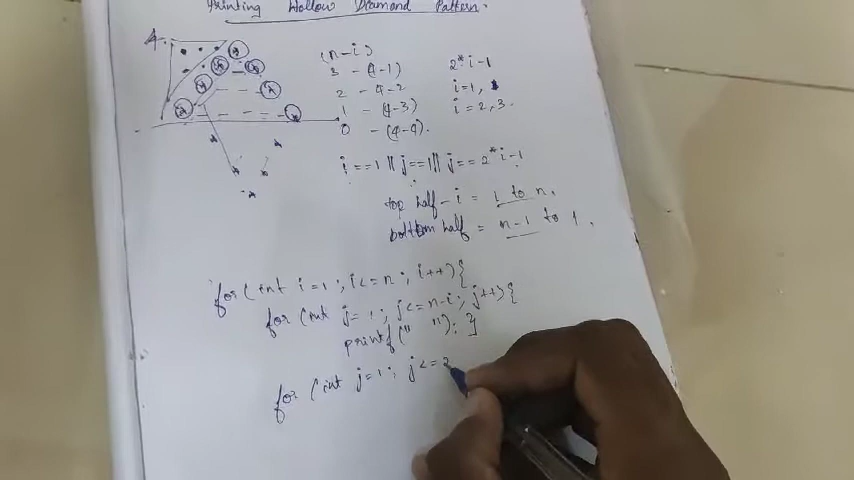 Printing Hollow Diamond Pattern.
4.
(n-i)
3 - (4-1)
2 - 4-2
1 - (4-3)
0 - (4-4).
2*i-1
i=1,
i=2, 3.
i==1 || j==1 || j==2*i-1
top half - i = 1 to n.
bottom half = n-1 to 1.
for(int i=1; i<=n; i++){
for(int j=1; j<=n-i; j++){
printf(" "); }
for (int j=1; j<=2